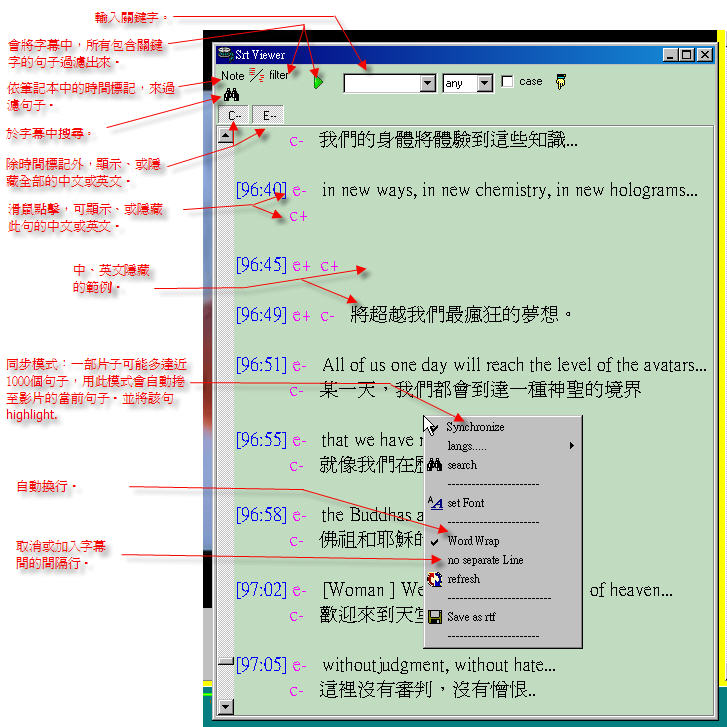 輸入關鍵字。
會將字幕中，所有包含關鍵
字的句子過濾出來。
依筆記本中的時間標記，來過
濾句子。
於字幕中搜尋。
除時間標記外，顯示、或隱
藏全部的中文或英文。
滑鼠點擊，可顯示、或隱藏
此句的中文或英文。
中、英文隱藏
的範例。
同步模式：一部片子可能多達近
1000個句子，用此模式會自動捲
至影片的當前句子。並將該句
highlight.
自動換行。
取消或加入字幕
間的間隔行。
Srt Viewer
Note filter any case
C-- E--
c- 我們的身體將體驗到這些知識...
[96:40] e- in new ways, in new chemistry, in new holograms...
c+
[96:45] e+ c+
[96:49] e+ c- 將超越我們最瘋狂的夢想。
[96:51] e- All of us one day will reach the level of the avatars...
c- 某一天，我們都會到達一種神聖的境界
[96:55] e- that we have
c- 就像我們在
[96:58] e- the Buddhas
c- 佛祖和耶穌的
[97:02] e- [Woman ] We of heaven...
c- 歡迎來到天堂
[97:05] e- without judgment, without hate...
c- 這裡沒有審判，沒有憎恨..
Synchronize
langs.....
search
------------------------
set Font
------------------------
Word Wrap
no separate Line
refresh
---------------------------
Save as rtf
------------------------